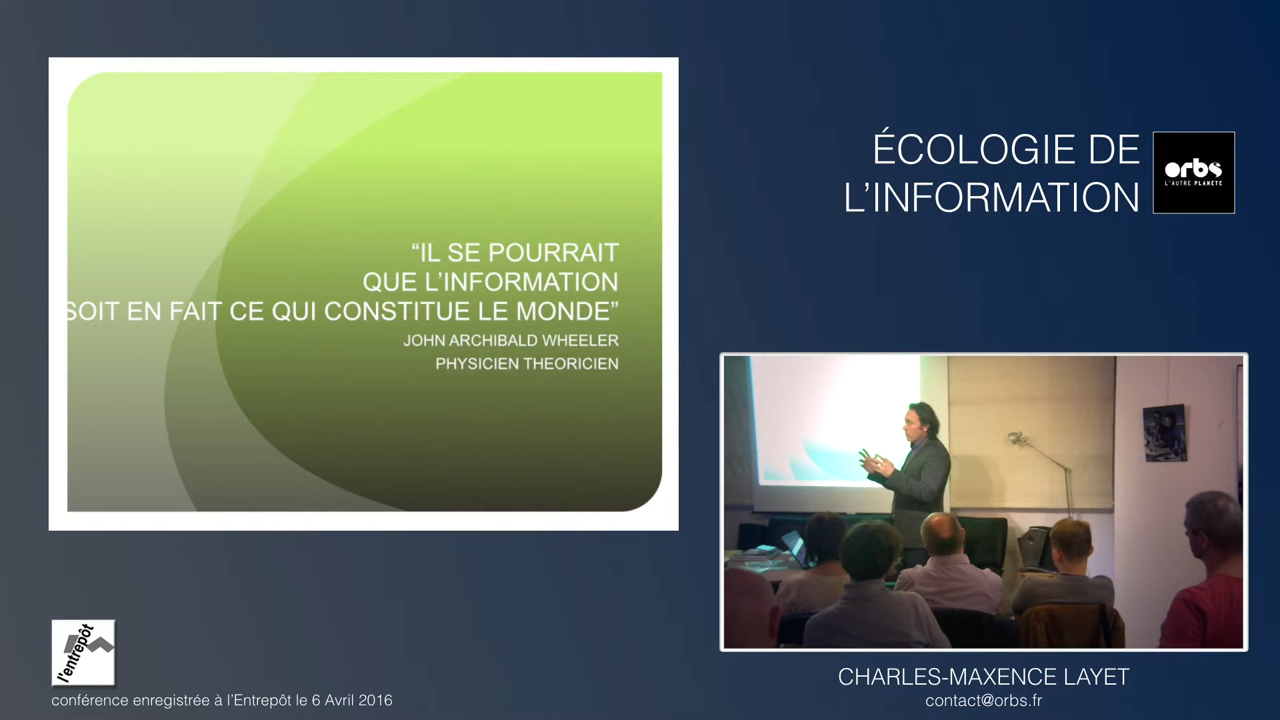 “IL SE POURRAIT
QUE L’INFORMATION
SOIT EN FAIT CE QUI CONSTITUE LE MONDE”
JOHN ARCHIBALD WHEELER
PHYSICIEN THEORICIEN
ÉCOLOGIE DE
L’INFORMATION
orbs
L'AUTRE PLANETE
l'entrepôt
conférence enregistrée à l’Entrepôt le 6 Avril 2016
CHARLES-MAXENCE LAYET
contact@orbs.fr